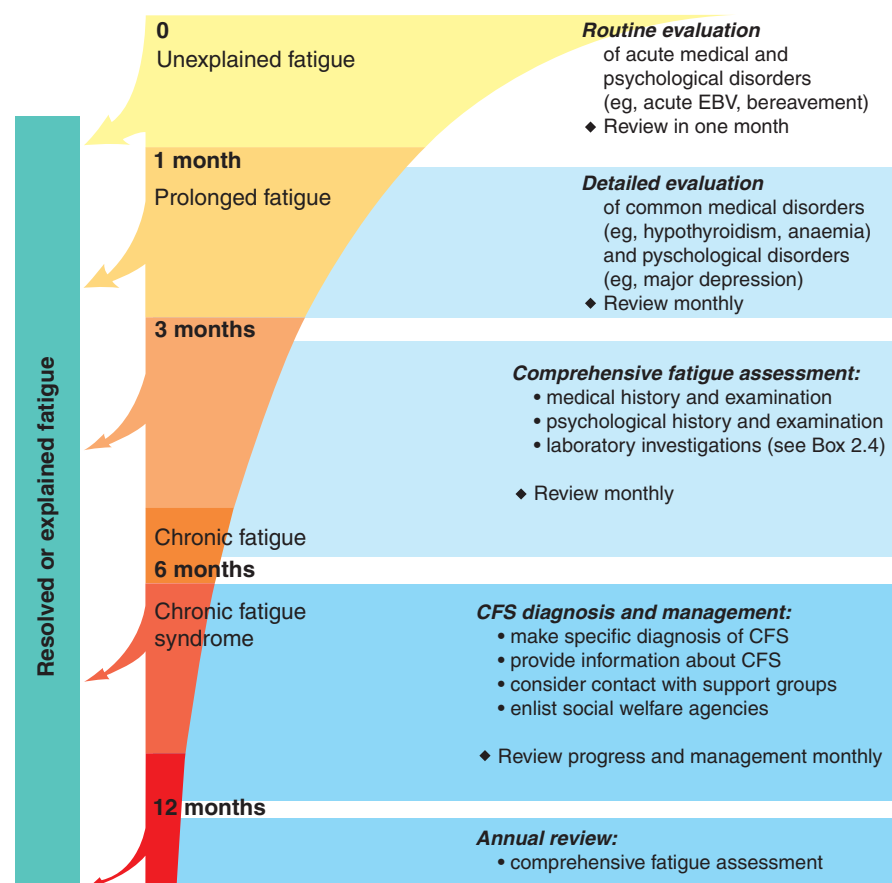 0
Unexplained fatigue
Routine evaluation
of acute medical and
psychological disorders
(eg, acute EBV, bereavement)
◆ Review in one month
1 month
Prolonged fatigue
Detailed evaluation
of common medical disorders
(eg, hypothyroidism, anaemia)
and pyschological disorders
(eg, major depression)
◆ Review monthly
3 months
Comprehensive fatigue assessment:
• medical history and examination
• psychological history and examination
• laboratory investigations (see Box 2.4)
◆ Review monthly
Chronic fatigue
6 months
Chronic fatigue
syndrome
CFS diagnosis and management:
• make specific diagnosis of CFS
• provide information about CFS
• consider contact with support groups
• enlist social welfare agencies
◆ Review progress and management monthly
12 months
Annual review:
• comprehensive fatigue assessment
Resolved or explained fatigue